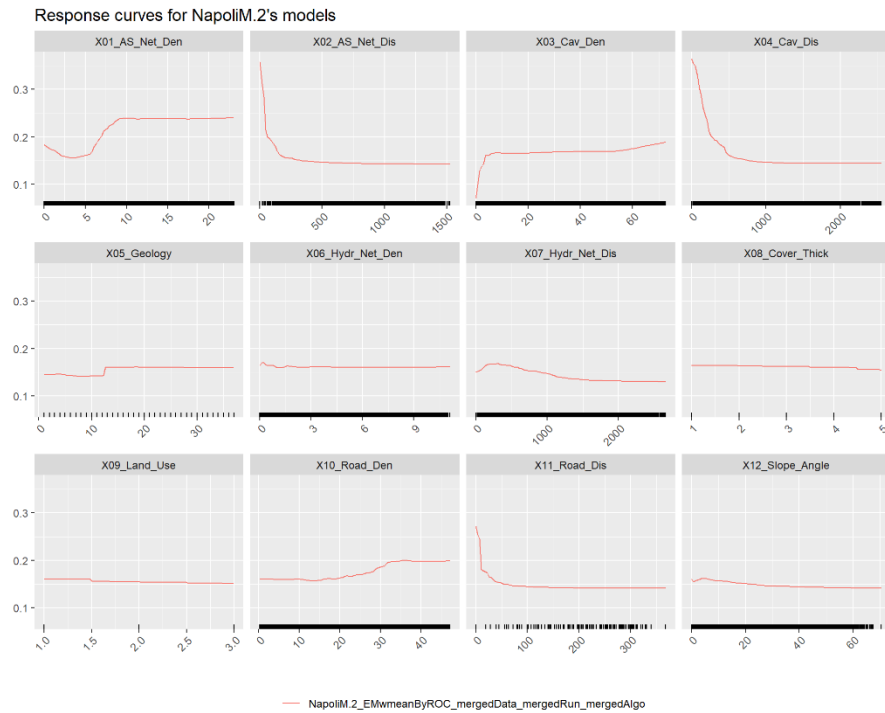 Response curves for NapoliM.2's models
X01_AS_Net_Den X02_AS_Net_Dis X03_Cav_Den X04_Cav_Dis
0.3
0.2
0.1
0 5 10 15 20 0 500 1000 1500 0 20 40 60 0 1000 2000
X05_Geology X06_Hydr_Net_Den X07_Hydr_Net_Dis X08_Cover_Thick
0.3
0.2
0.1
0 10 20 30 0 3 6 9 0 1000 2000 1 2 3 4 5
X09_Land_Use X10_Road_Den X11_Road_Dis X12_Slope_Angle
0.3
0.2
0.1
1.0 1.5 2.0 2.5 3.0 0 20 40 0 100 200 300 0 20 40 60
NapoliM.2_EMwmeanByROC_mergedData_mergedRun_mergedAlgo